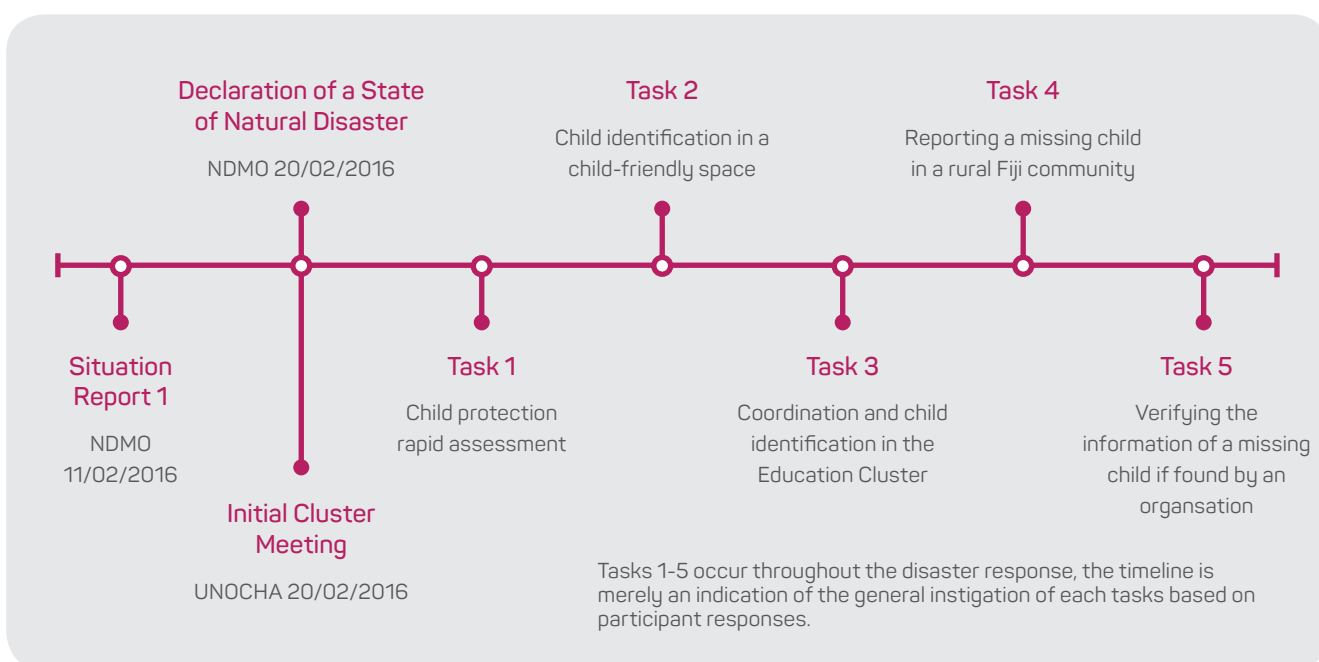 Declaration of a State
of Natural Disaster
NDMO 20/02/2016
Task 2
Child identification in a
child-friendly space
Task 4
Reporting a missing child
in a rural Fiji community
Situation
Report 1
NDMO
11/02/2016
Initial Cluster
Meeting
UNOCHA 20/02/2016
Task 1
Child protection
rapid assessment
Task 3
Coordination and child
identification in the
Education Cluster
Task 5
Verifying the
information of a missing
child if found by an
organsation
Tasks 1-5 occur throughout the disaster response, the timeline is
merely an indication of the general instigation of each tasks based on
participant responses.